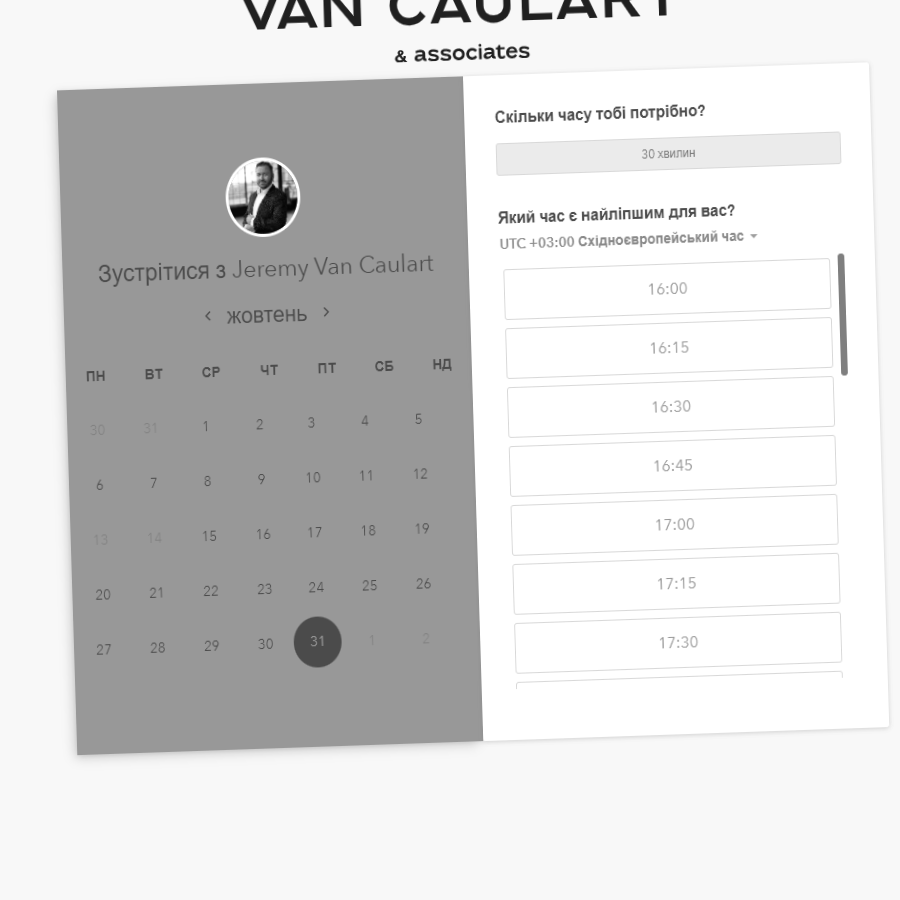 VAN CAULART
& associates
Зустрітися з Jeremy Van Caulart
жовтень
ПН ВТ СР ЧТ ПТ СБ НД
30 31 1 2 3 4 5
6 7 8 9 10 11 12
13 14 15 16 17 18 19
20 21 22 23 24 25 26
27 28 29 30 31 1 2
Скільки часу тобі потрібно?
30 хвилин
Який час є найліпшим для вас?
UTC +03:00 Східноєвропейський час
16:00
16:15
16:30
16:45
17:00
17:15
17:30